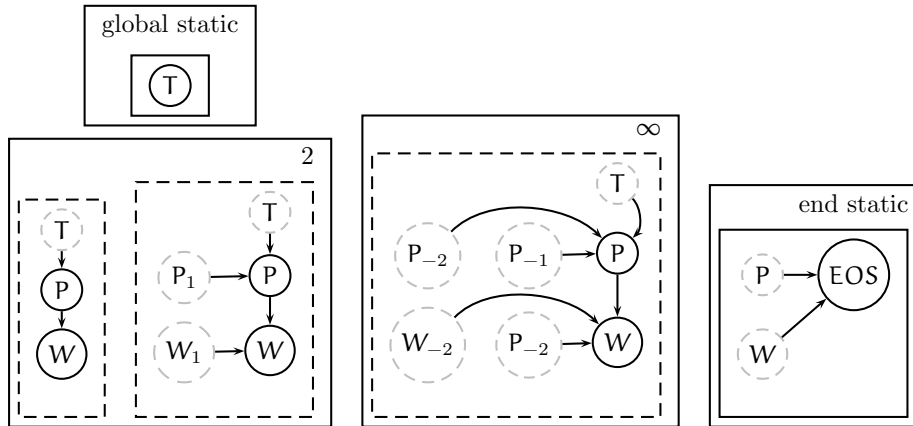 global static
T
2
T
P
W
T
P₁ P
W₁ W
∞
T
P₋₂ P₋₁ P
W₋₂ P₋₂ W
end static
P EOS
W